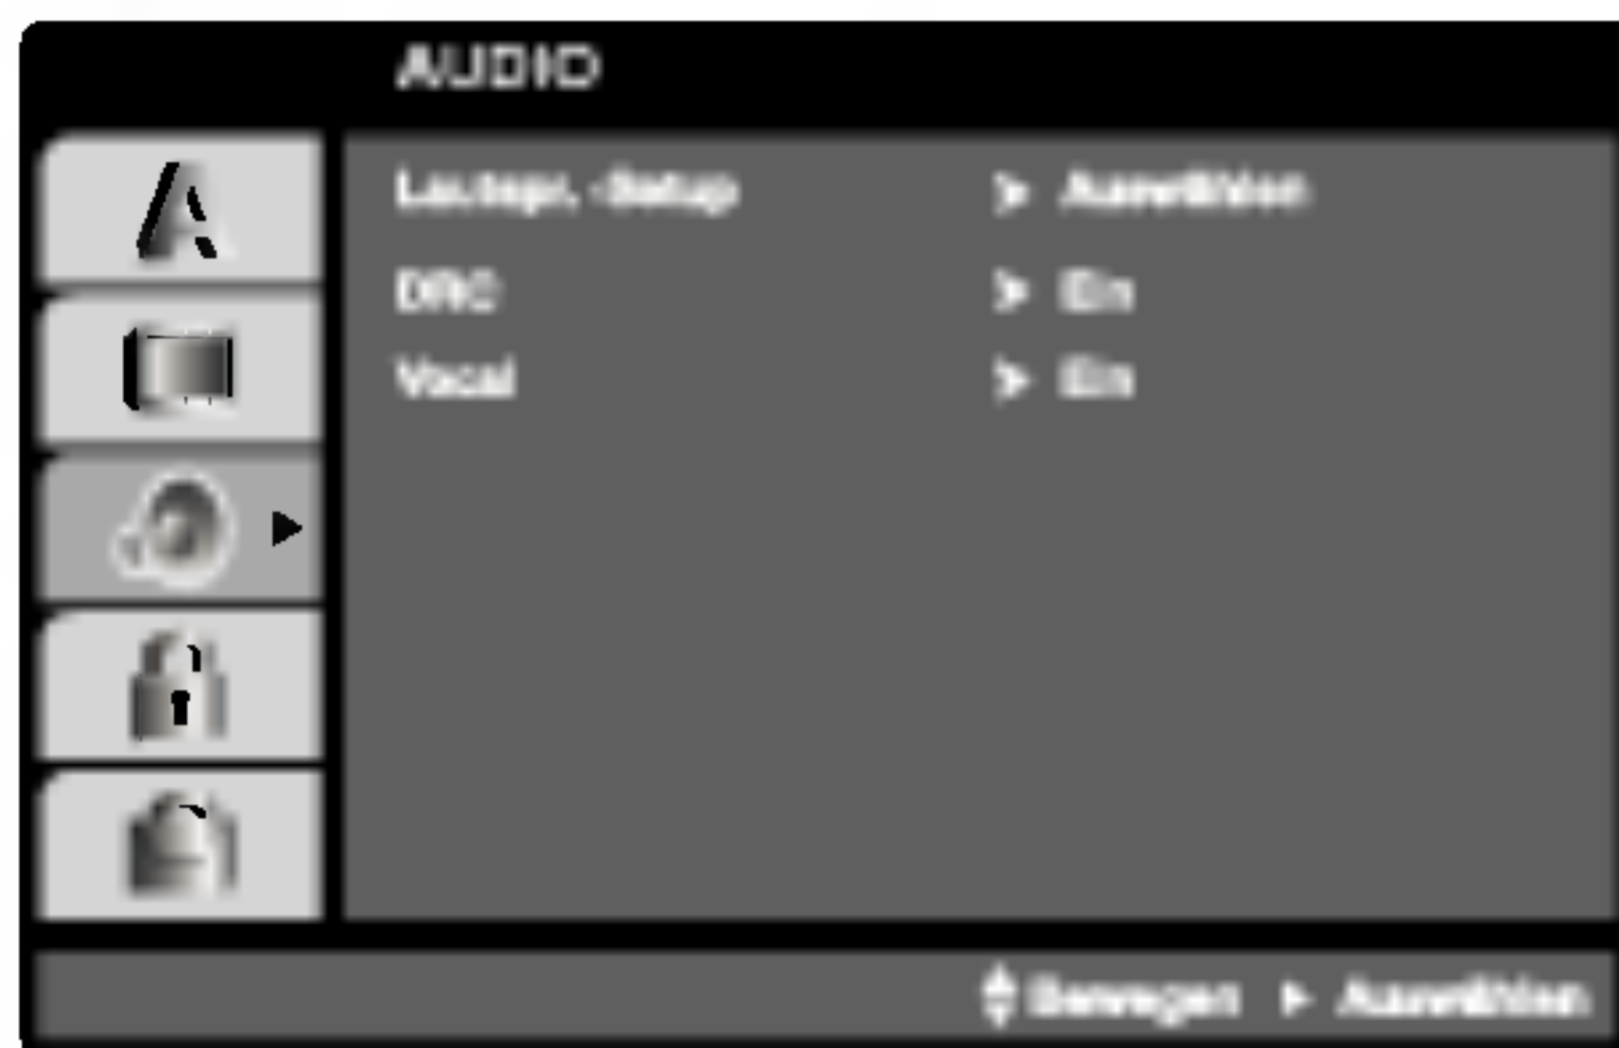 AUDIO
Lautspr. -Setup > Auswählen
DRC > Ein
Vocal > Ein
Bewegen Auswählen